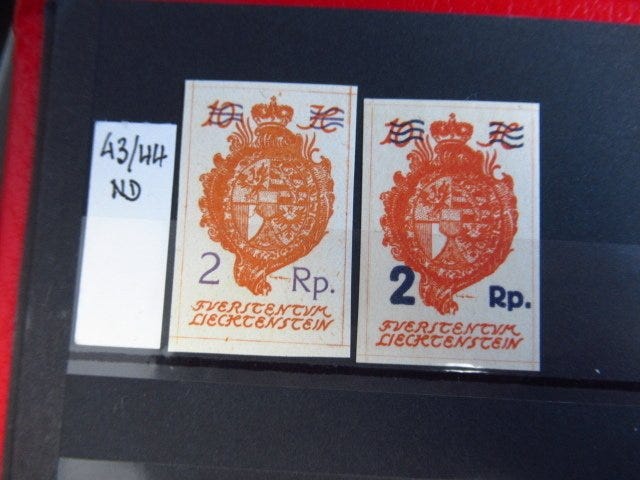 43/44
ND
10 H
2 Rp.
FVERSTENTVM
LIECHTENSTEIN
10 H
2 Rp.
FVERSTENTVM
LIECHTENSTEIN